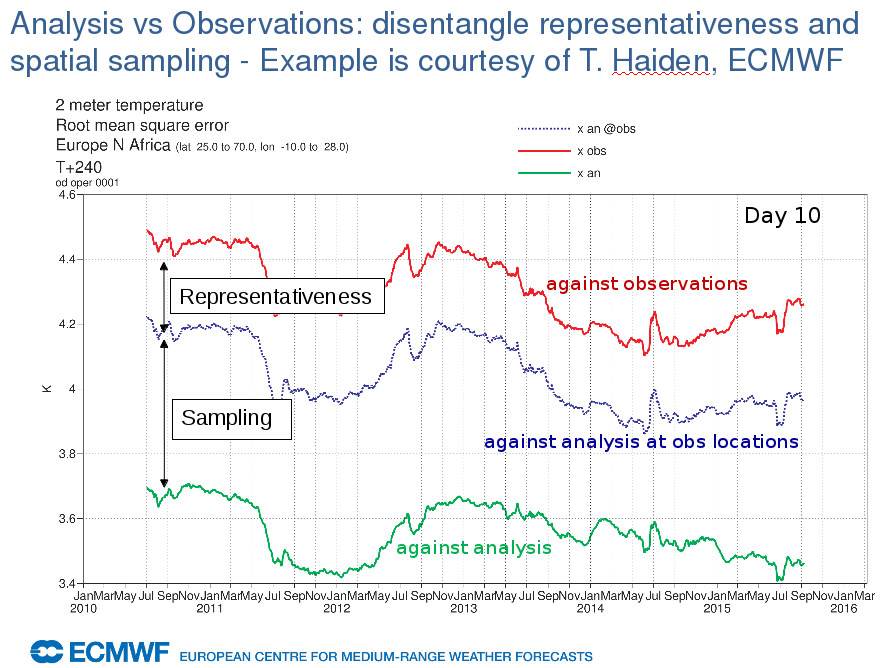 Analysis vs Observations: disentangle representativeness and
spatial sampling - Example is courtesy of T. Haiden, ECMWF
2 meter temperature
Root mean square error
Europe N Africa (lat 25.0 to 70.0, lon -10.0 to 28.0)
T+240
od oper 0001
x an @obs
x obs
x an
4.6
Day 10
4.4
against observations
Representativeness
4.2
K
4
Sampling
against analysis at obs locations
3.8
3.6
against analysis
3.4
JanMarMay Jul SepNovJanMarMay Jul SepNovJanMarMay Jul SepNovJanMarMay Jul SepNovJanMarMay Jul SepNovJanMarMay Jul SepNovJanMar
2010 2011 2012 2013 2014 2015 2016
ECMWF EUROPEAN CENTRE FOR MEDIUM-RANGE WEATHER FORECASTS